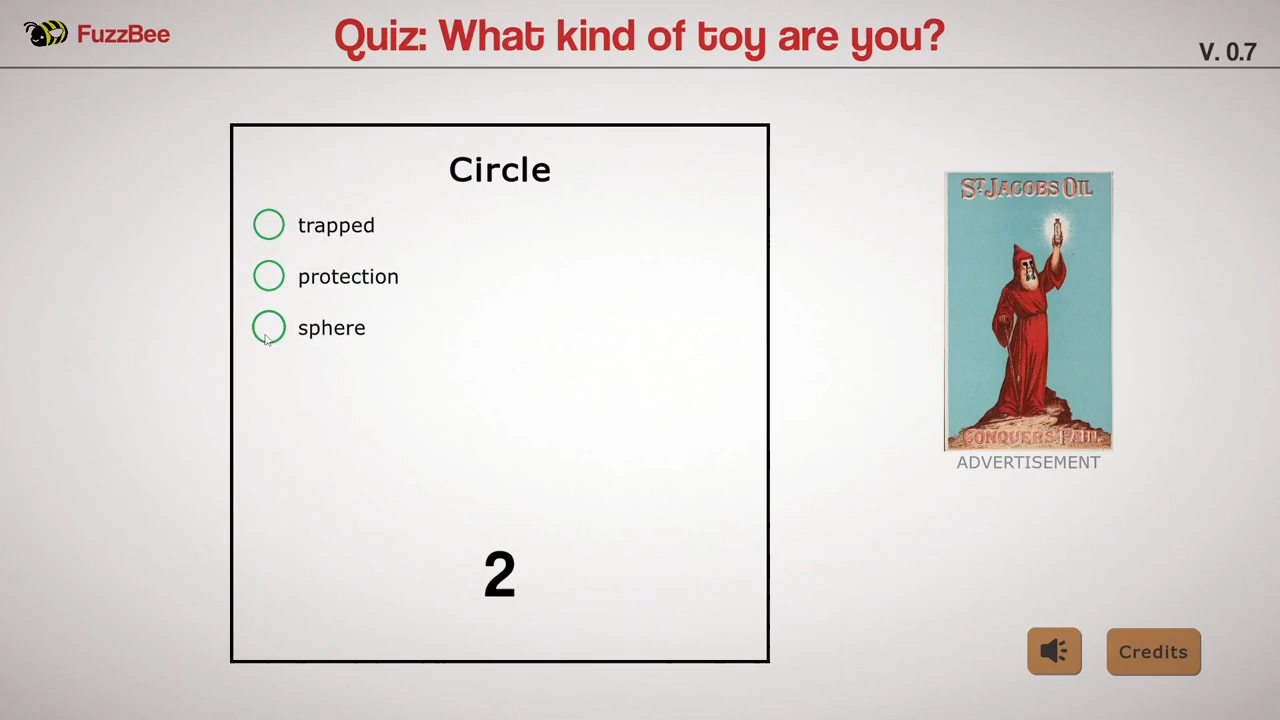 FuzzBee
Quiz: What kind of toy are you?
V. 0.7
Circle
trapped
protection
sphere
2
ST. JACOBS OIL
CONQUERS PAIN
ADVERTISEMENT
Credits